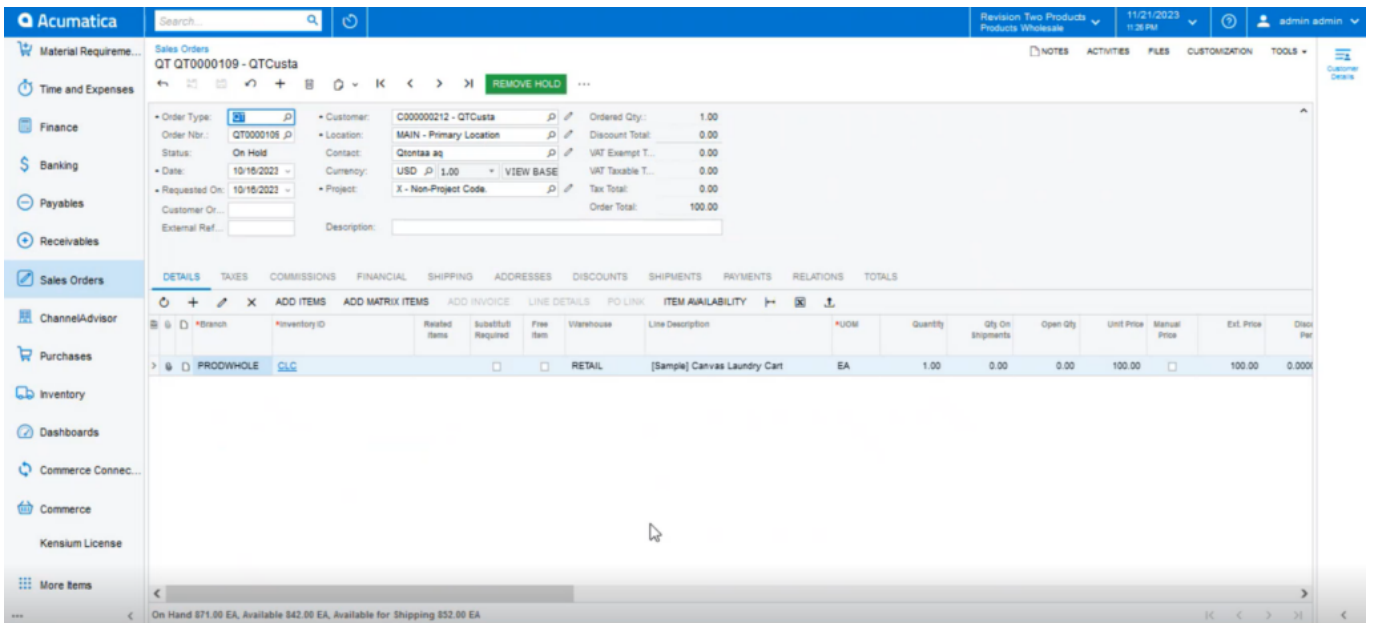 Acumatica
Search...
Revision Two Products
Products Wholesale
11/21/2023
11:26 PM
admin admin
Material Requireme...
Time and Expenses
Finance
Banking
Payables
Receivables
Sales Orders
ChannelAdvisor
Purchases
Inventory
Dashboards
Commerce Connec...
Commerce
Kensium License
More Items
Sales Orders
QT QT0000109 - QTCusta
NOTES ACTIVITIES FILES CUSTOMIZATION TOOLS
Customer
Details
REMOVE HOLD
Order Type: QT
Order Nbr.: QT0000109
Status: On Hold
Date: 10/16/2023
Requested On: 10/16/2023
Customer Or...
External Ref...
Customer: C000000212 - QTCusta
Location: MAIN - Primary Location
Contact: Qtontaa aq
Currency: USD 1.00 VIEW BASE
Project: X - Non-Project Code.
Description:
Ordered Qty.: 1.00
Discount Total: 0.00
VAT Exempt T... 0.00
VAT Taxable T... 0.00
Tax Total: 0.00
Order Total: 100.00
DETAILS TAXES COMMISSIONS FINANCIAL SHIPPING ADDRESSES DISCOUNTS SHIPMENTS PAYMENTS RELATIONS TOTALS
ADD ITEMS ADD MATRIX ITEMS ADD INVOICE LINE DETAILS PO LINK ITEM AVAILABILITY
*Branch *Inventory ID Related Items Substituti Required Free Item Warehouse Line Description *UOM Quantity Qty On Shipments Open Qty Unit Price Manual Price Ext. Price Disco Per
PRODWHOLE CLC RETAIL [Sample] Canvas Laundry Cart EA 1.00 0.00 0.00 100.00 100.00 0.0000
On Hand 871.00 EA, Available 842.00 EA, Available for Shipping 852.00 EA